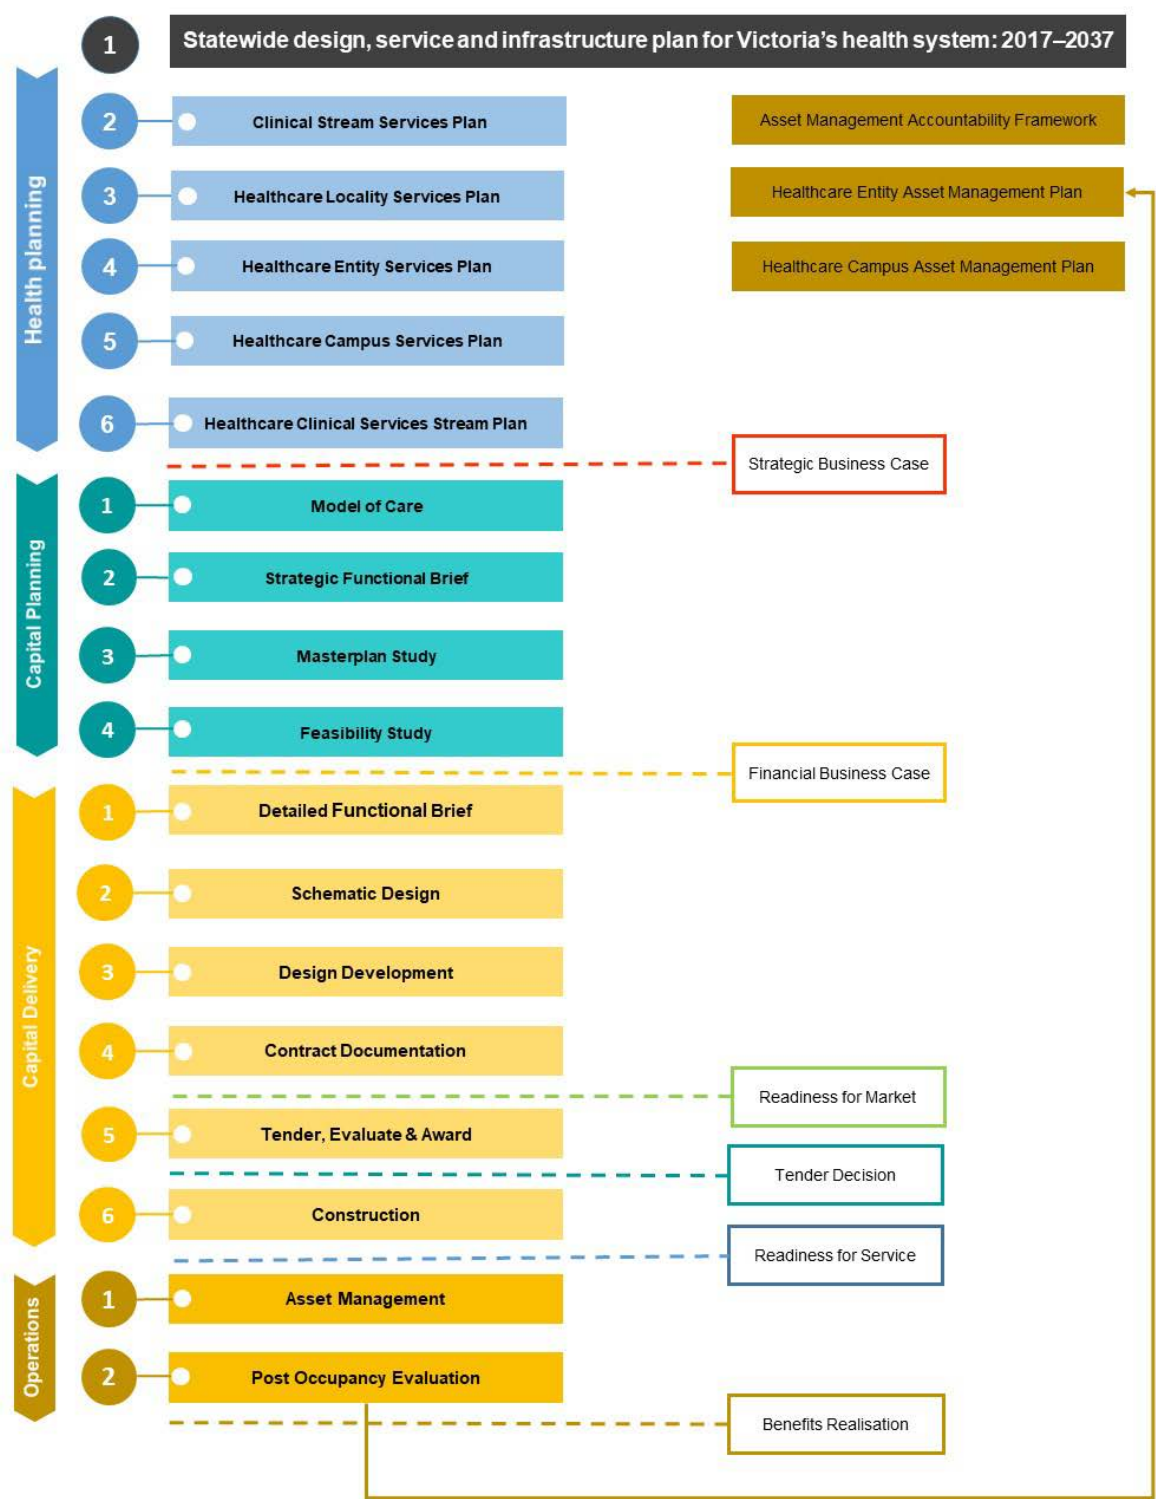 1
Statewide design, service and infrastructure plan for Victoria's health system: 2017–2037
Health planning
2
Clinical Stream Services Plan
Asset Management Accountability Framework
3
Healthcare Locality Services Plan
Healthcare Entity Asset Management Plan
4
Healthcare Entity Services Plan
Healthcare Campus Asset Management Plan
5
Healthcare Campus Services Plan
6
Healthcare Clinical Services Stream Plan
Strategic Business Case
Capital Planning
1
Model of Care
2
Strategic Functional Brief
3
Masterplan Study
4
Feasibility Study
Financial Business Case
Capital Delivery
1
Detailed Functional Brief
2
Schematic Design
3
Design Development
4
Contract Documentation
Readiness for Market
5
Tender, Evaluate & Award
Tender Decision
6
Construction
Readiness for Service
Operations
1
Asset Management
2
Post Occupancy Evaluation
Benefits Realisation